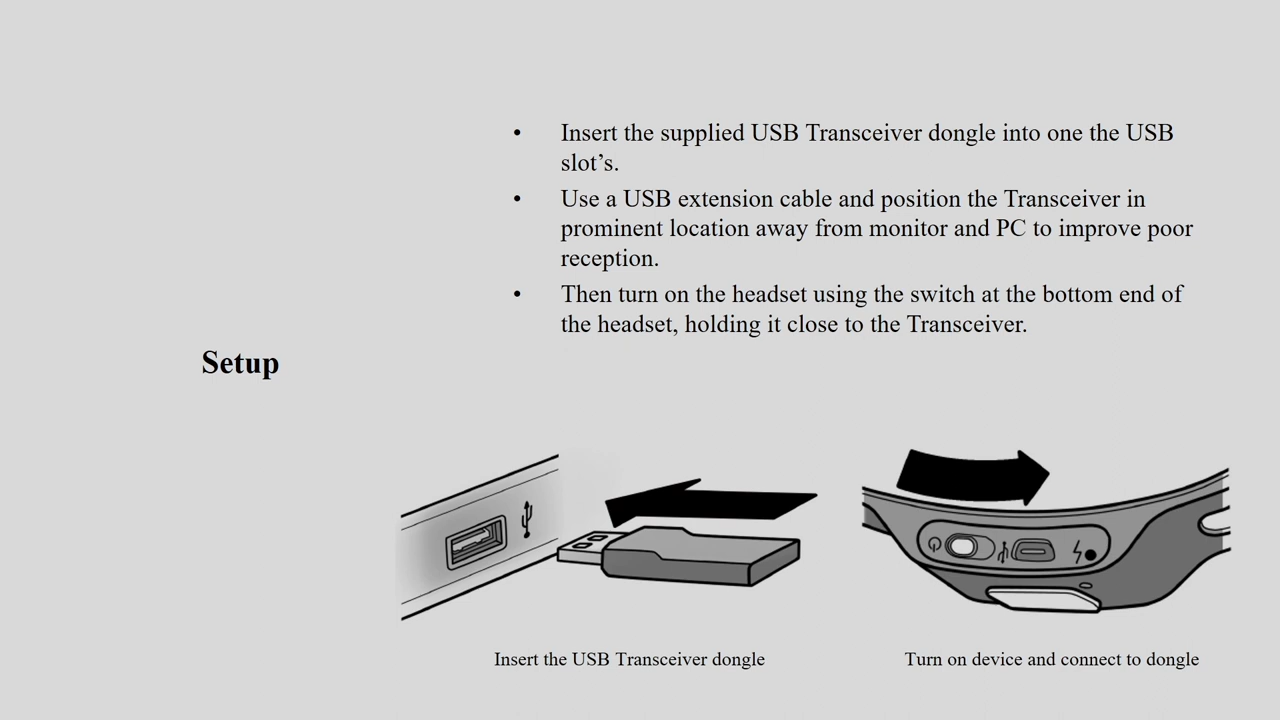 • Insert the supplied USB Transceiver dongle into one the USB
slot’s.
• Use a USB extension cable and position the Transceiver in
prominent location away from monitor and PC to improve poor
reception.
• Then turn on the headset using the switch at the bottom end of
the headset, holding it close to the Transceiver.
Setup
Insert the USB Transceiver dongle
Turn on device and connect to dongle